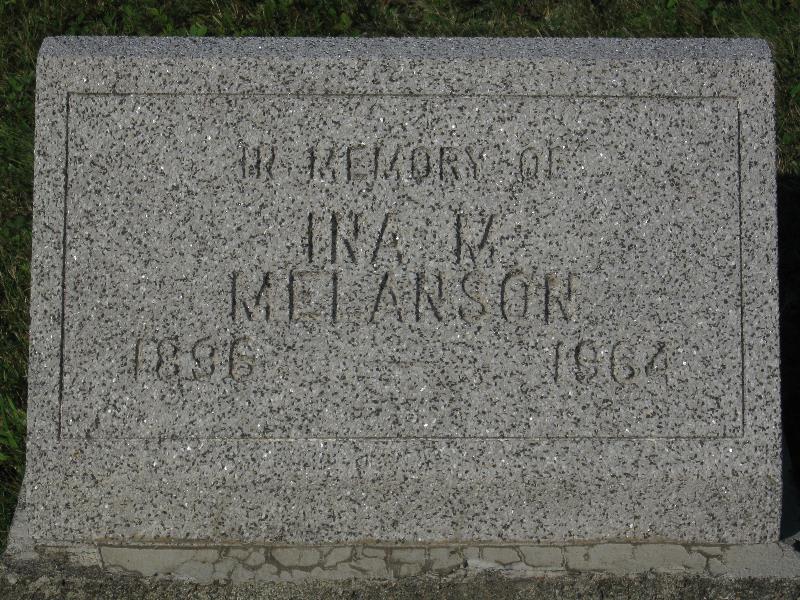 IN MEMORY OF
INA M.
MELANSON
1896 — 1964